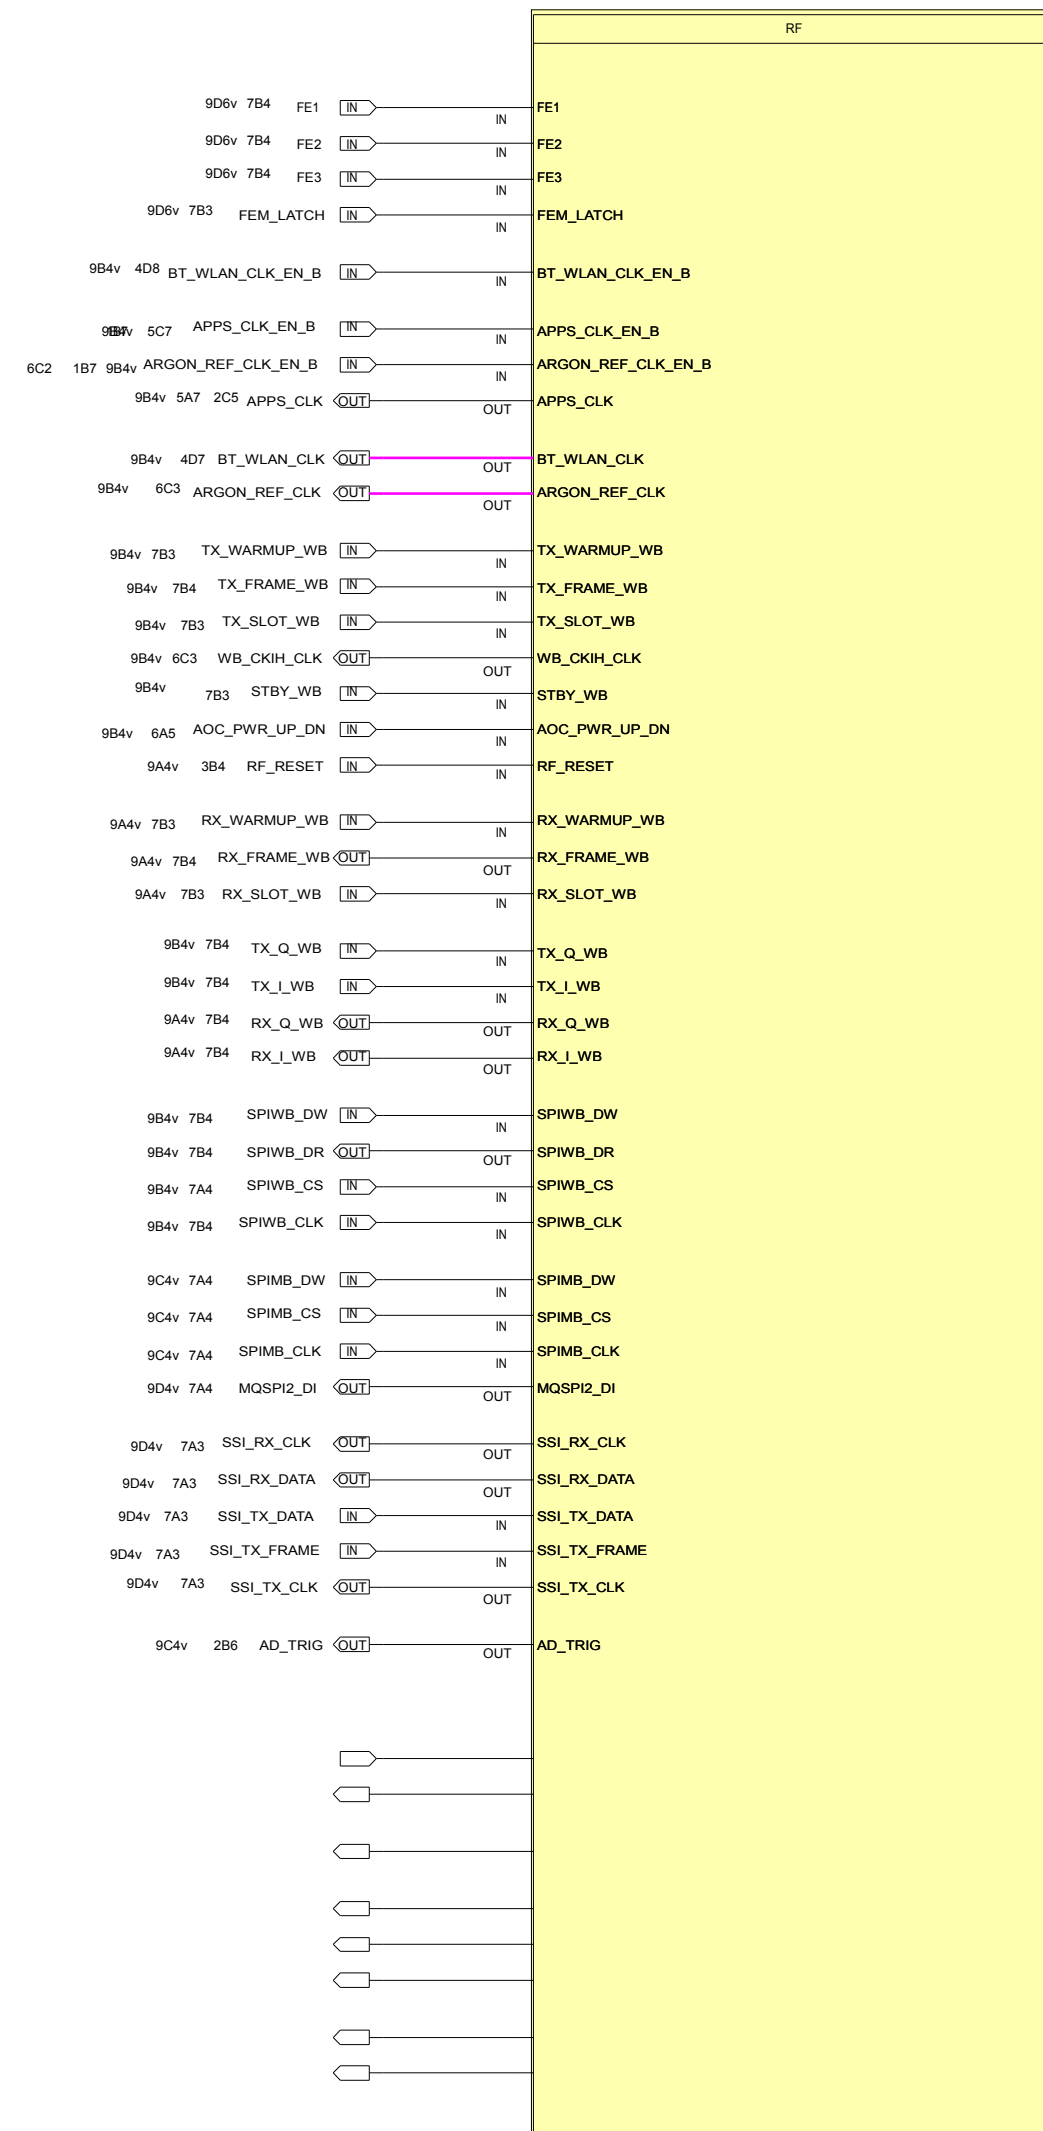 RF
9D6v 7B4 FE1 IN IN FE1
9D6v 7B4 FE2 IN IN FE2
9D6v 7B4 FE3 IN IN FE3
9D6v 7B3 FEM_LATCH IN IN FEM_LATCH
9B4v 4D8 BT_WLAN_CLK_EN_B IN IN BT_WLAN_CLK_EN_B
5C7 APPS_CLK_EN_B IN IN APPS_CLK_EN_B
6C2 1B7 9B4v ARGON_REF_CLK_EN_B IN IN ARGON_REF_CLK_EN_B
9B4v 5A7 2C5 APPS_CLK OUT OUT APPS_CLK
9B4v 4D7 BT_WLAN_CLK OUT OUT BT_WLAN_CLK
9B4v 6C3 ARGON_REF_CLK OUT OUT ARGON_REF_CLK
9B4v 7B3 TX_WARMUP_WB IN IN TX_WARMUP_WB
9B4v 7B4 TX_FRAME_WB IN IN TX_FRAME_WB
9B4v 7B3 TX_SLOT_WB IN IN TX_SLOT_WB
9B4v 6C3 WB_CKIH_CLK OUT OUT WB_CKIH_CLK
9B4v 7B3 STBY_WB IN IN STBY_WB
9B4v 6A5 AOC_PWR_UP_DN IN IN AOC_PWR_UP_DN
9A4v 3B4 RF_RESET IN IN RF_RESET
9A4v 7B3 RX_WARMUP_WB IN IN RX_WARMUP_WB
9A4v 7B4 RX_FRAME_WB OUT OUT RX_FRAME_WB
9A4v 7B3 RX_SLOT_WB IN IN RX_SLOT_WB
9B4v 7B4 TX_Q_WB IN IN TX_Q_WB
9B4v 7B4 TX_I_WB IN IN TX_I_WB
9A4v 7B4 RX_Q_WB OUT OUT RX_Q_WB
9A4v 7B4 RX_I_WB OUT OUT RX_I_WB
9B4v 7B4 SPIWB_DW IN IN SPIWB_DW
9B4v 7B4 SPIWB_DR OUT OUT SPIWB_DR
9B4v 7A4 SPIWB_CS IN IN SPIWB_CS
9B4v 7B4 SPIWB_CLK IN IN SPIWB_CLK
9C4v 7A4 SPIMB_DW IN IN SPIMB_DW
9C4v 7A4 SPIMB_CS IN IN SPIMB_CS
9C4v 7A4 SPIMB_CLK IN IN SPIMB_CLK
9D4v 7A4 MQSPI2_DI OUT OUT MQSPI2_DI
9D4v 7A3 SSI_RX_CLK OUT OUT SSI_RX_CLK
9D4v 7A3 SSI_RX_DATA OUT OUT SSI_RX_DATA
9D4v 7A3 SSI_TX_DATA IN IN SSI_TX_DATA
9D4v 7A3 SSI_TX_FRAME IN IN SSI_TX_FRAME
9D4v 7A3 SSI_TX_CLK OUT OUT SSI_TX_CLK
9C4v 2B6 AD_TRIG OUT OUT AD_TRIG